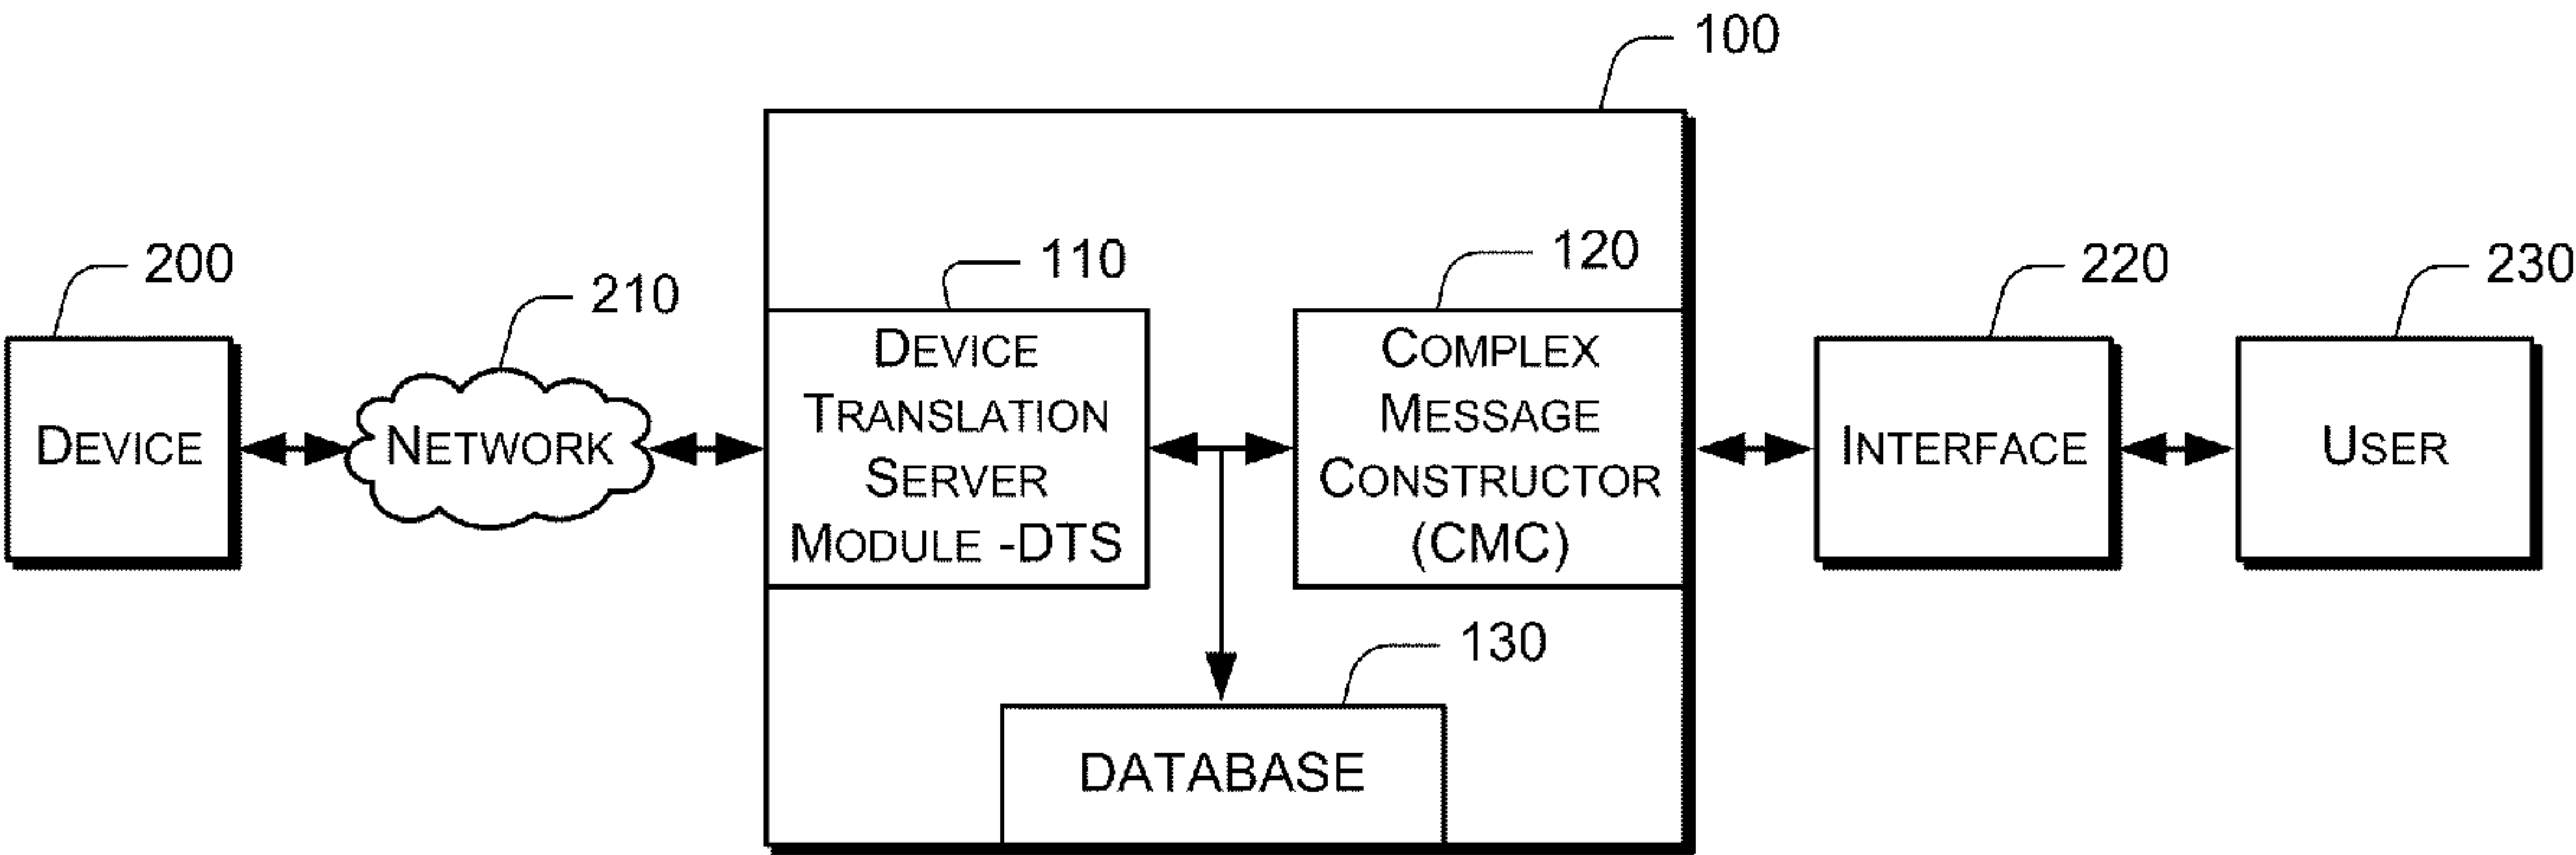 100
200
210
110
120
220
230
DEVICE
NETWORK
DEVICE
TRANSLATION
SERVER
MODULE -DTS
COMPLEX
MESSAGE
CONSTRUCTOR
(CMC)
INTERFACE
USER
130
DATABASE